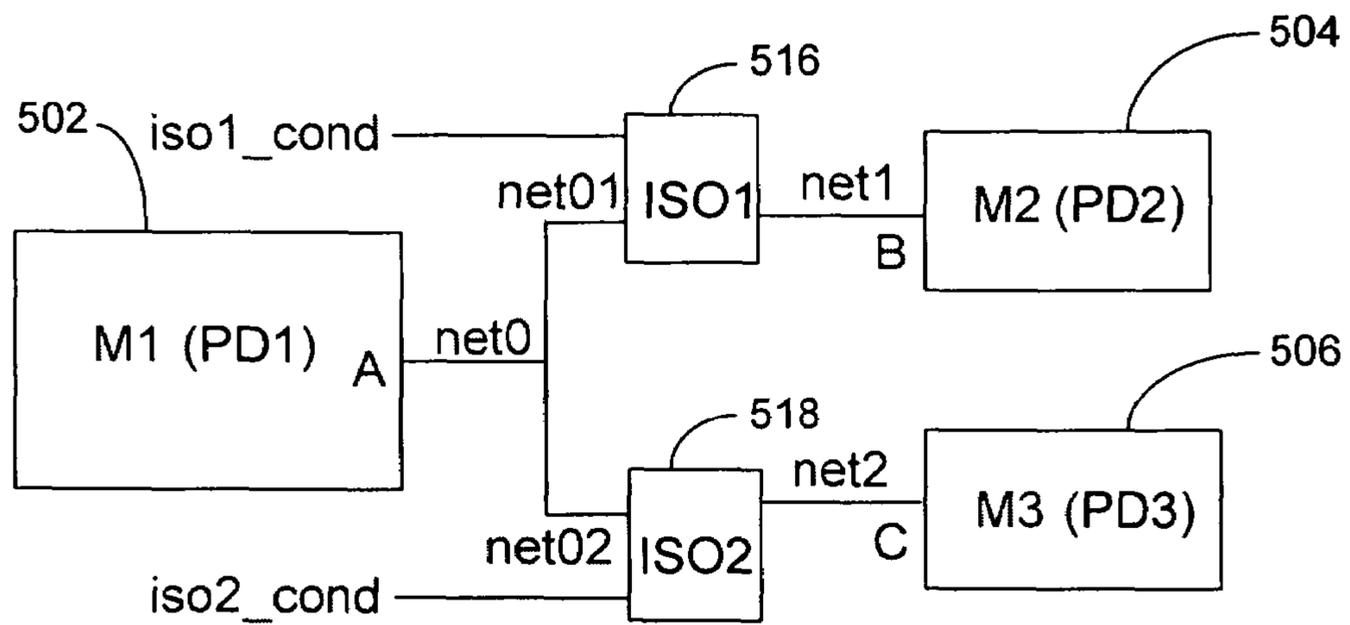 504
516
502
iso1_cond
net01
ISO1
net1
M2 (PD2)
B
M1 (PD1)
A
net0
506
518
net2
M3 (PD3)
C
net02
ISO2
iso2_cond